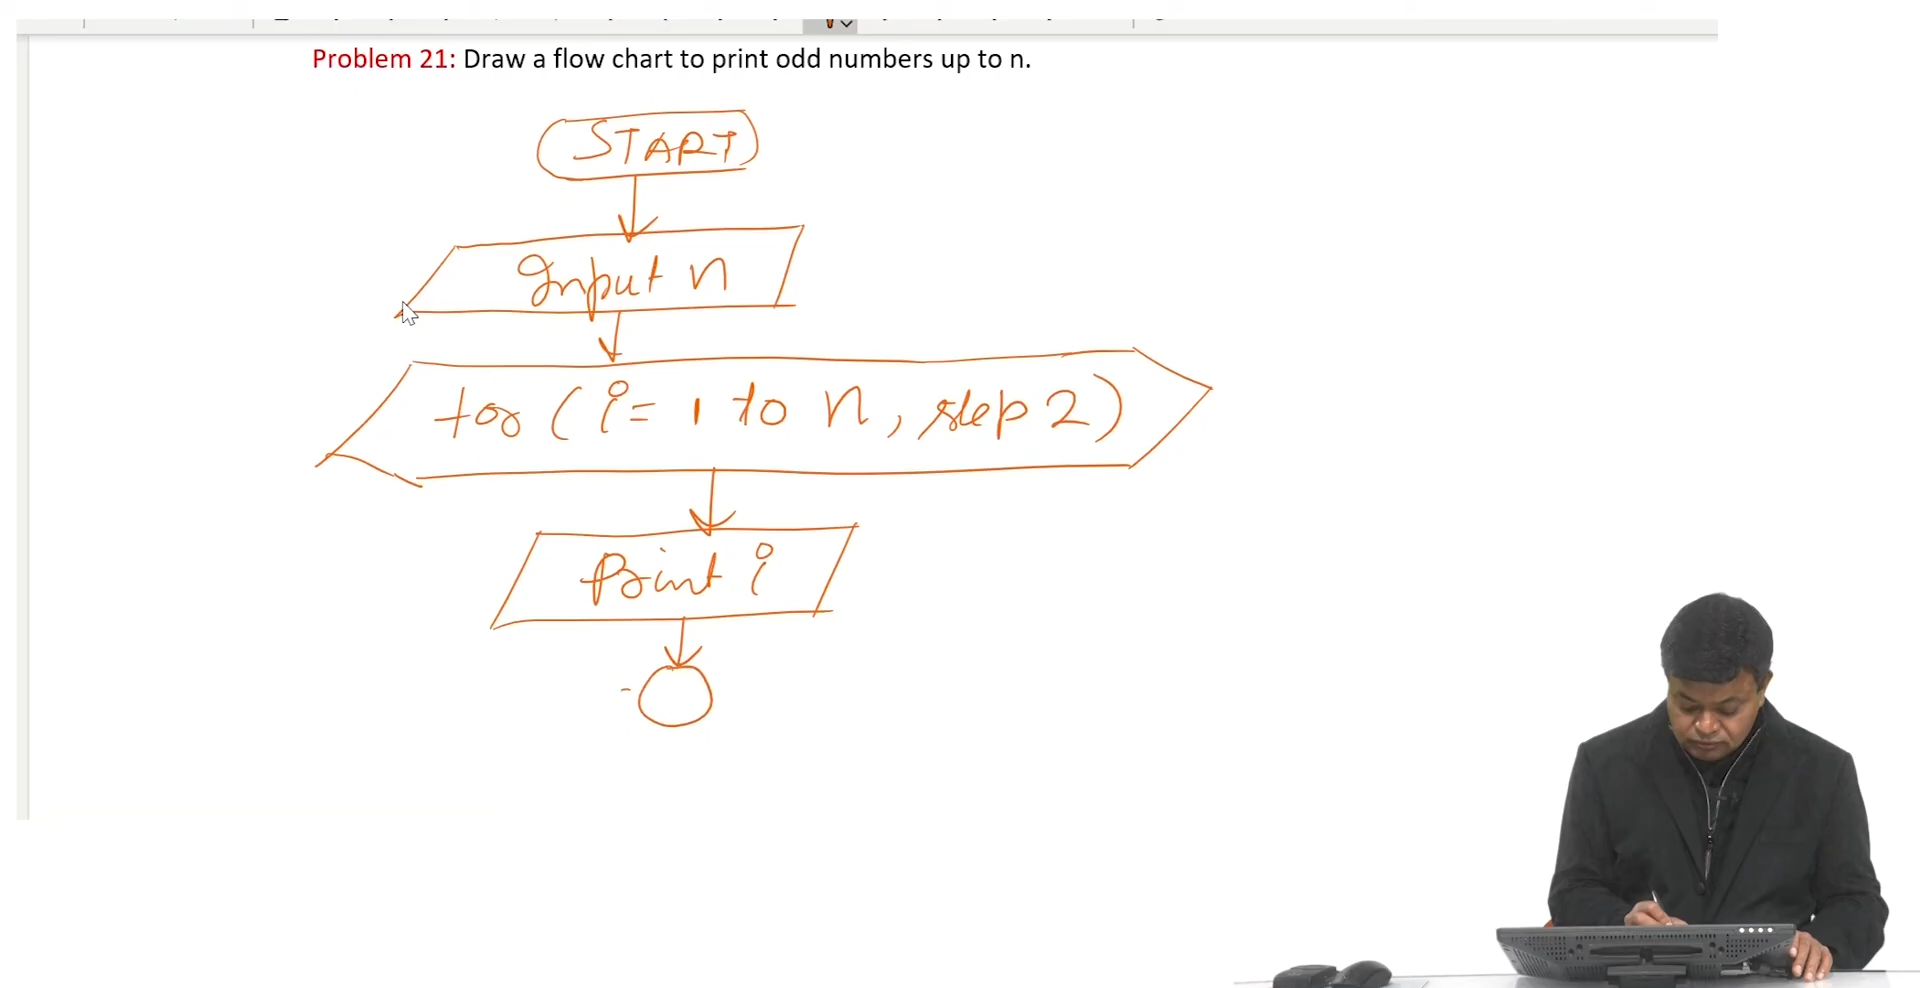 Problem 21: Draw a flow chart to print odd numbers up to n.
START
Input n
for ( i = 1 to n, step 2)
Print i